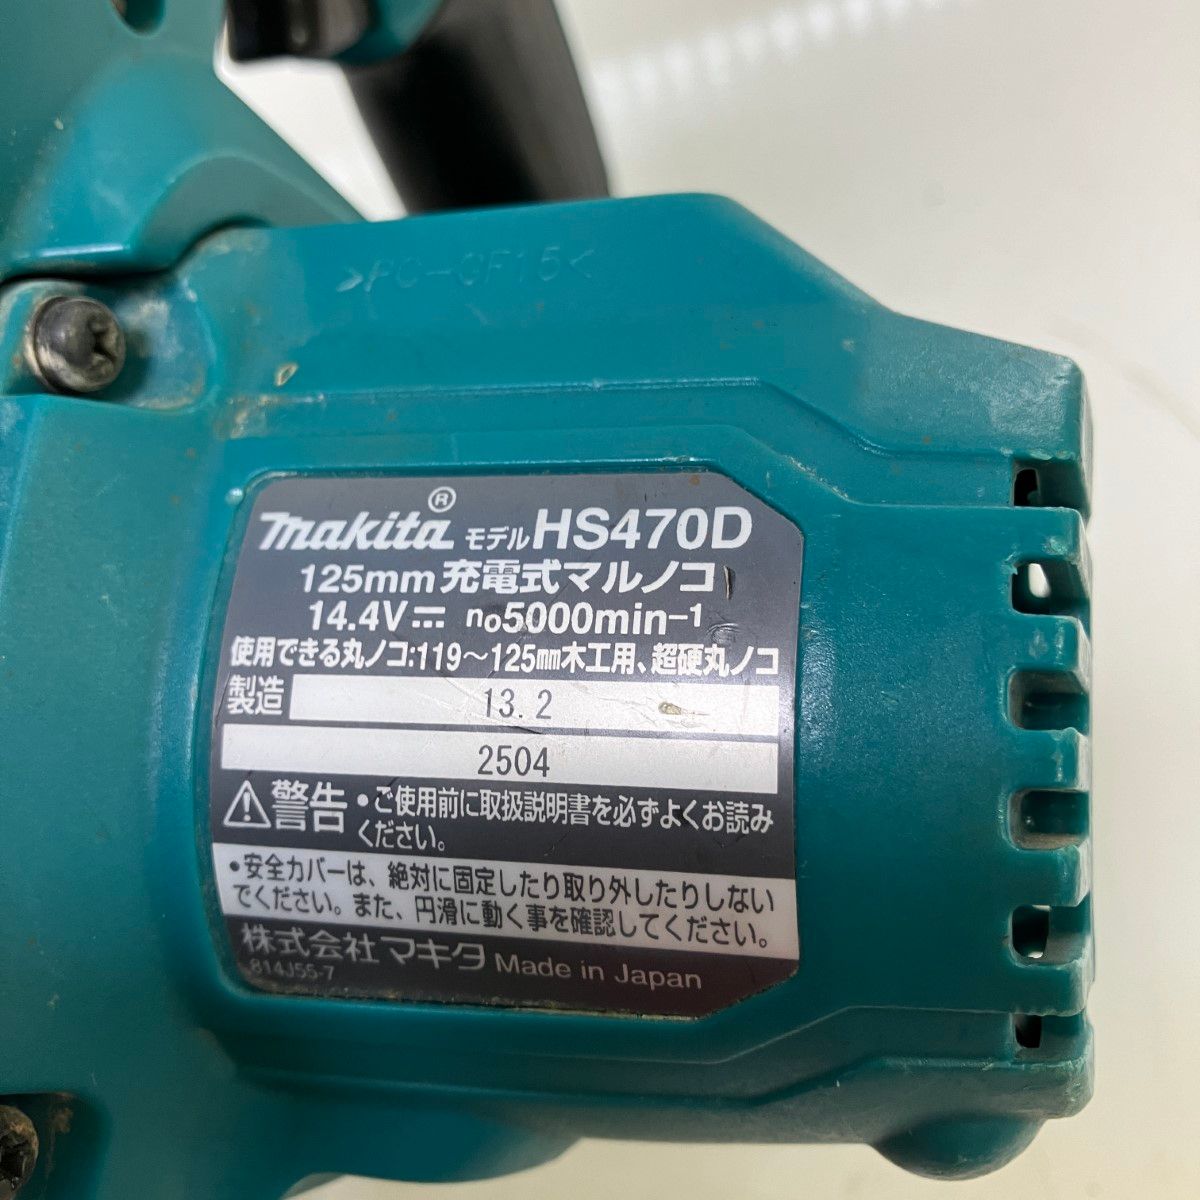 >PC-GF15<
makita® モデル HS470D
125mm 充電式マルノコ
14.4V⎓ n₀5000min⁻¹
使用できる丸ノコ:119〜125㎜木工用、超硬丸ノコ
製造 13.2
2504
⚠警告 •ご使用前に取扱説明書を必ずよくお読み
ください。
•安全カバーは、絶対に固定したり取り外したりしない
でください。また、円滑に動く事を確認してください。
株式会社マキタ Made in Japan
814J55-7